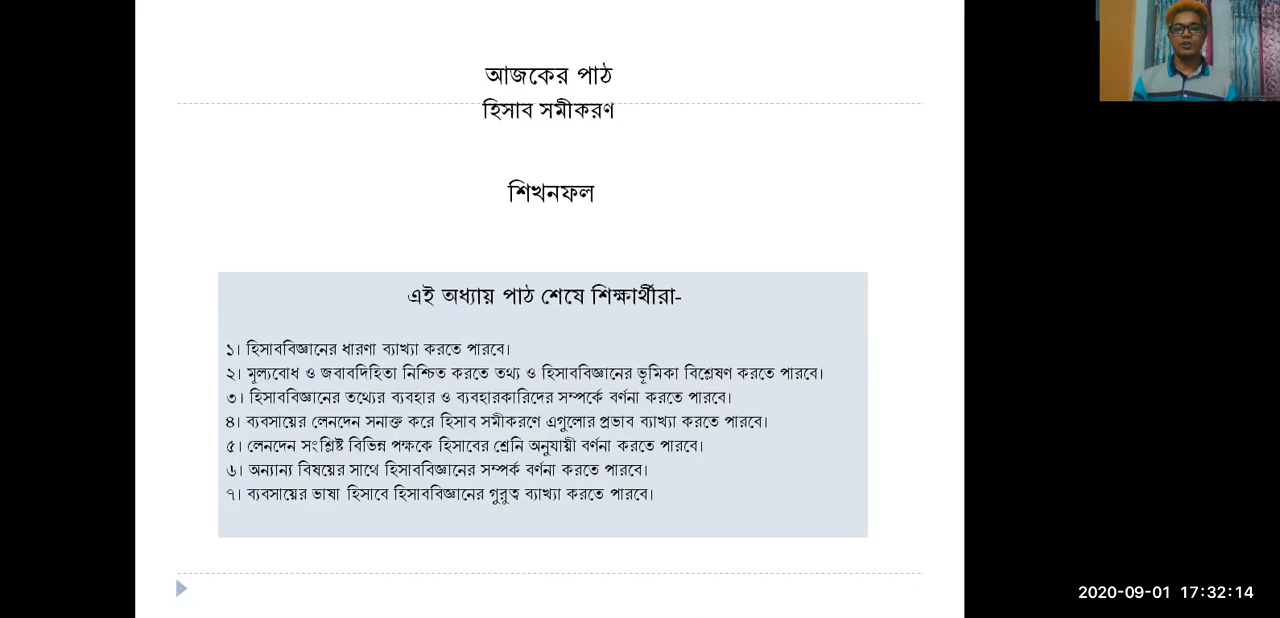 আজকের পাঠ
হিসাব সমীকরণ
শিখনফল
এই অধ্যায় পাঠ শেষে শিক্ষার্থীরা-
১। হিসাববিজ্ঞানের ধারণা ব্যাখ্যা করতে পারবে।
২। মূল্যবোধ ও জবাবদিহিতা নিশ্চিত করতে তথ্য ও হিসাববিজ্ঞানের ভূমিকা বিশ্লেষণ করতে পারবে।
৩। হিসাববিজ্ঞানের তথ্যের ব্যবহার ও ব্যবহারকারিদের সম্পর্কে বর্ণনা করতে পারবে।
৪। ব্যবসায়ের লেনদেন সনাক্ত করে হিসাব সমীকরণে এগুলোর প্রভাব ব্যাখ্যা করতে পারবে।
৫। লেনদেন সংশ্লিষ্ট বিভিন্ন পক্ষকে হিসাবের শ্রেনি অনুযায়ী বর্ণনা করতে পারবে।
৬। অন্যান্য বিষয়ের সাথে হিসাববিজ্ঞানের সম্পর্ক বর্ণনা করতে পারবে।
৭। ব্যবসায়ের ভাষা হিসাবে হিসাববিজ্ঞানের গুরুত্ব ব্যাখ্যা করতে পারবে।
2020-09-01 17:32:14